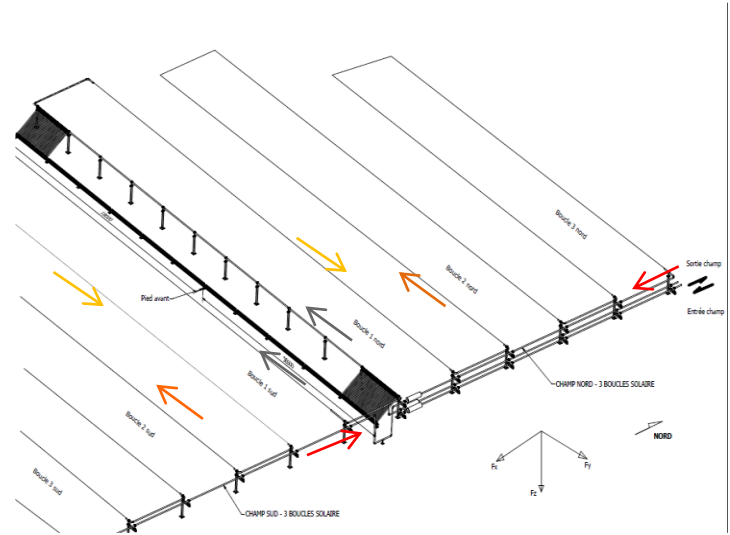 Boucle 3 nord
Sortie champ
Boucle 2 nord
Entrée champ
Pied avant
Boucle 1 nord
CHAMP NORD - 3 BOUCLES SOLAIRE
Boucle 1 sud
Boucle 2 sud
NORD
Fx
Fy
Fz
Boucle 3 sud
CHAMP SUD - 3 BOUCLES SOLAIRE